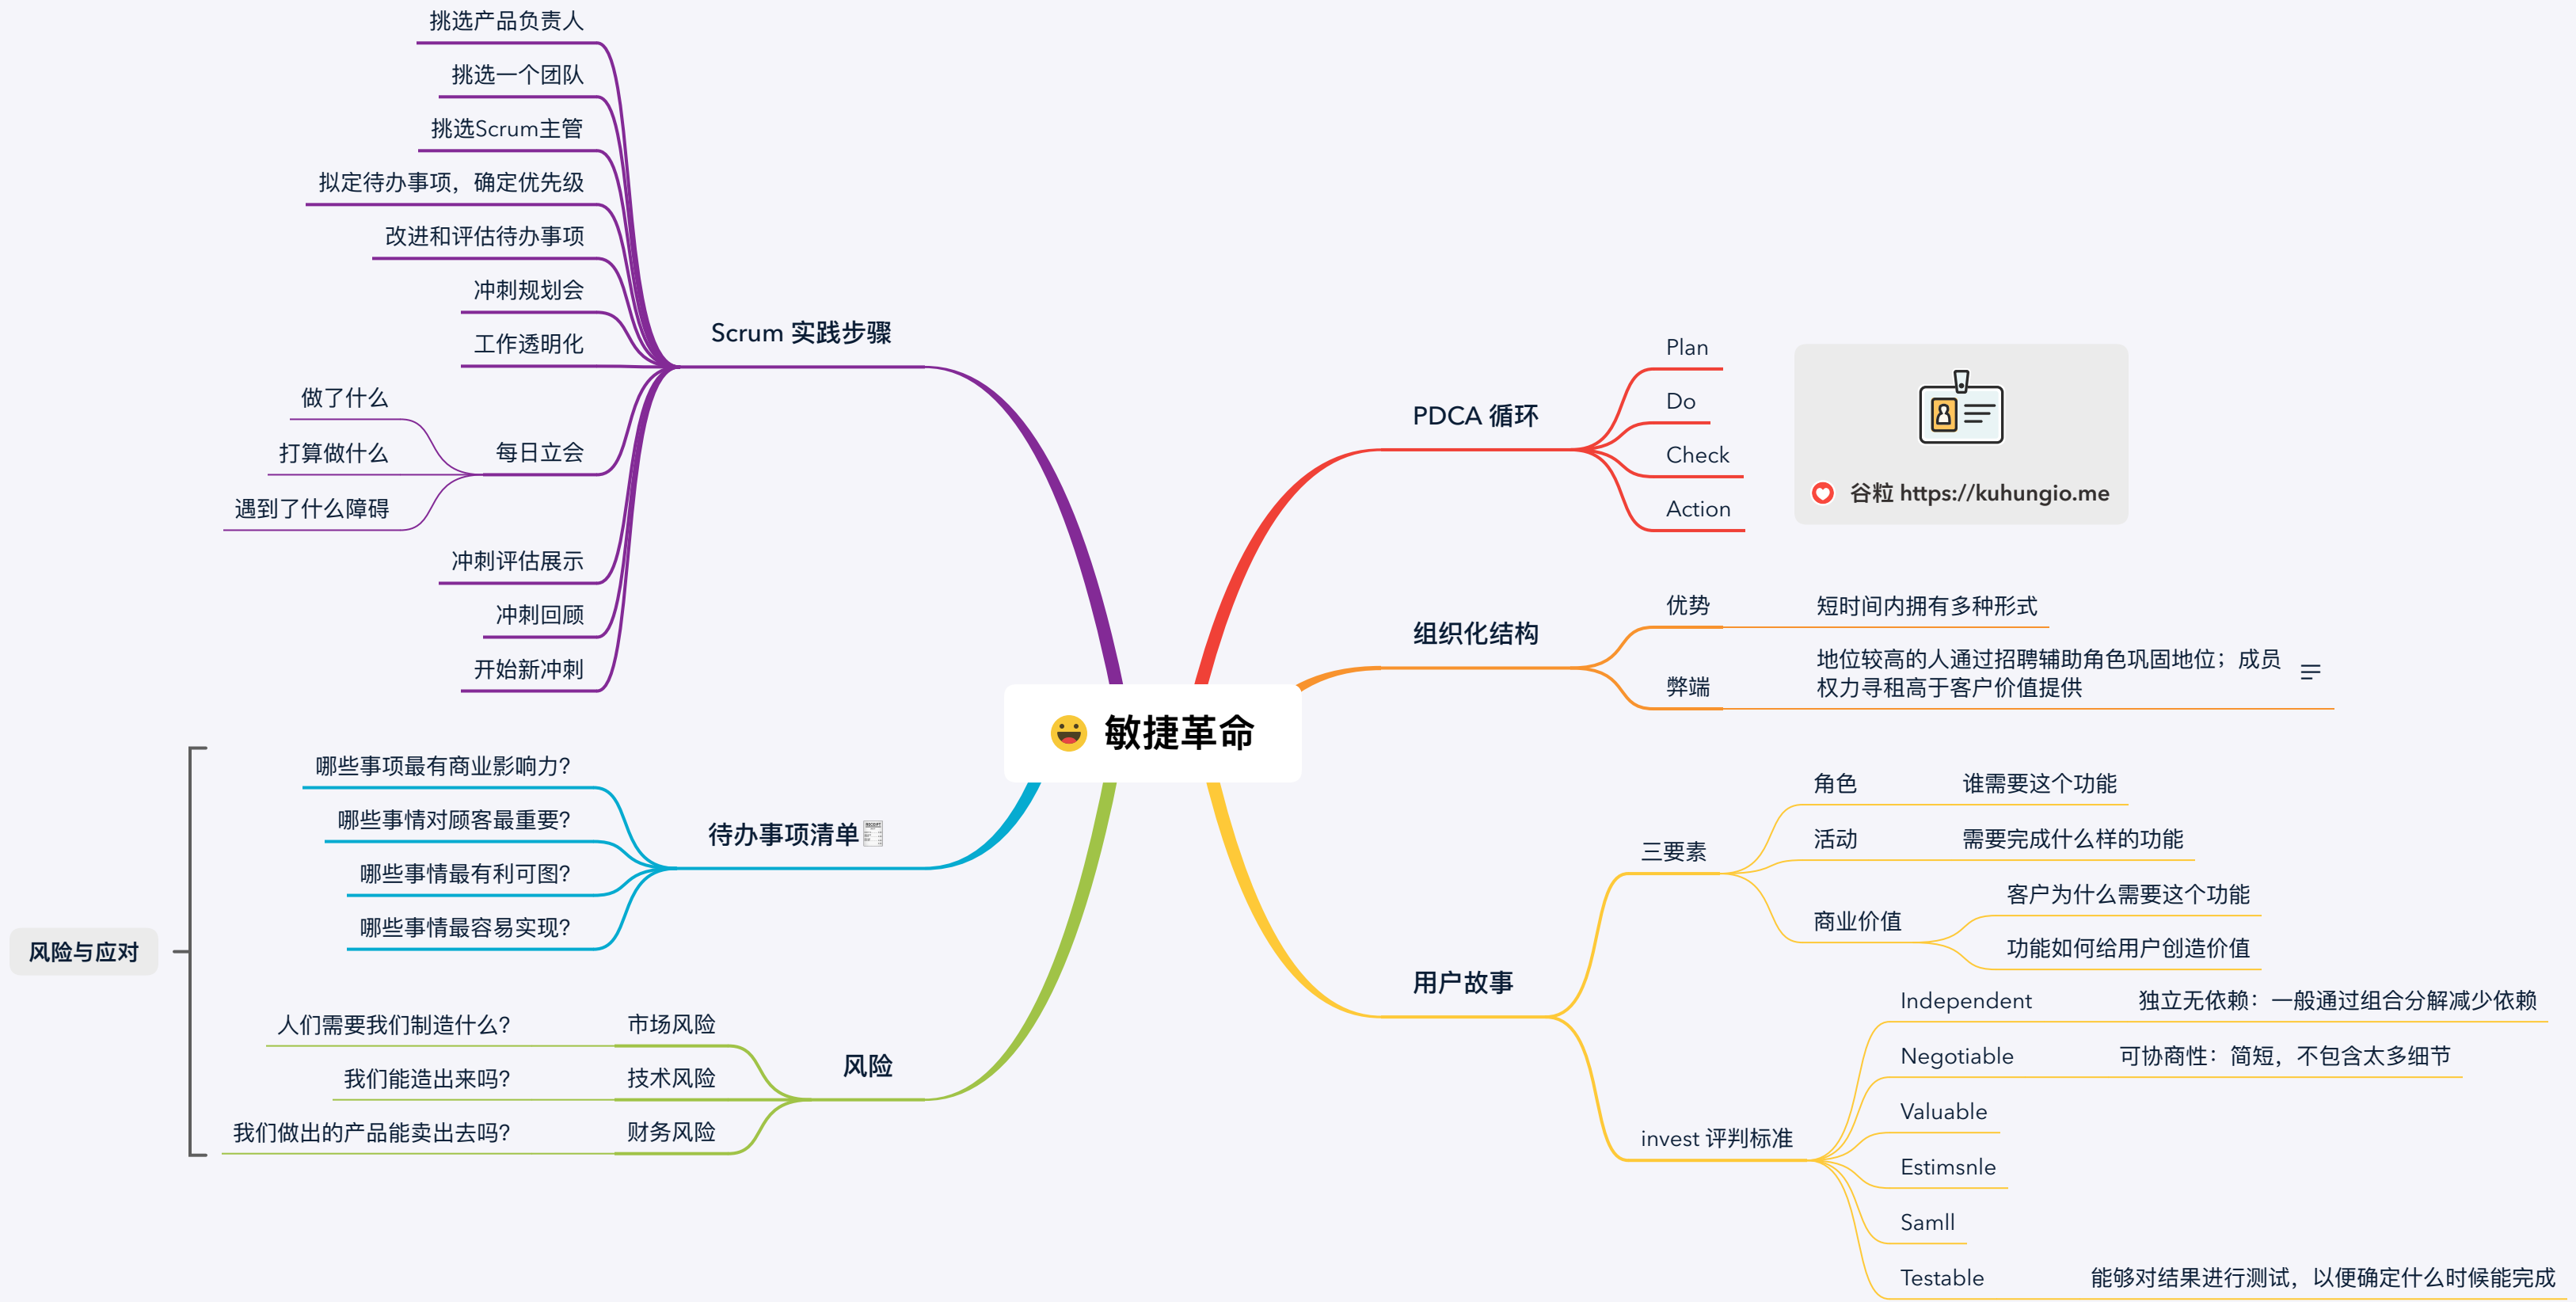 敏捷革命
Scrum 实践步骤
挑选产品负责人
挑选一个团队
挑选Scrum主管
拟定待办事项，确定优先级
改进和评估待办事项
冲刺规划会
工作透明化
每日立会
做了什么
打算做什么
遇到了什么障碍
冲刺评估展示
冲刺回顾
开始新冲刺
待办事项清单
哪些事项最有商业影响力？
哪些事情对顾客最重要？
哪些事情最有利可图？
哪些事情最容易实现？
风险
市场风险
人们需要我们制造什么？
技术风险
我们能造出来吗？
财务风险
我们做出的产品能卖出去吗？
风险与应对
PDCA 循环
Plan
Do
Check
Action
谷粒 https://kuhungio.me
组织化结构
优势
短时间内拥有多种形式
弊端
地位较高的人通过招聘辅助角色巩固地位；成员
权力寻租高于客户价值提供
用户故事
三要素
角色
谁需要这个功能
活动
需要完成什么样的功能
商业价值
客户为什么需要这个功能
功能如何给用户创造价值
invest 评判标准
Independent
独立无依赖：一般通过组合分解减少依赖
Negotiable
可协商性：简短，不包含太多细节
Valuable
Estimsnle
Samll
Testable
能够对结果进行测试，以便确定什么时候能完成